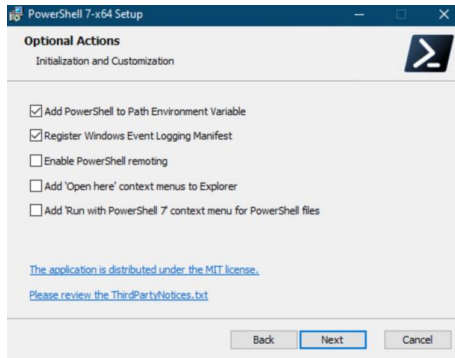 PowerShell 7-x64 Setup
Optional Actions
Initialization and Customization
Add PowerShell to Path Environment Variable
Register Windows Event Logging Manifest
Enable PowerShell remoting
Add 'Open here' context menus to Explorer
Add 'Run with PowerShell 7' context menu for PowerShell files
The application is distributed under the MIT license.
Please review the ThirdPartyNotices.txt
Back Next Cancel